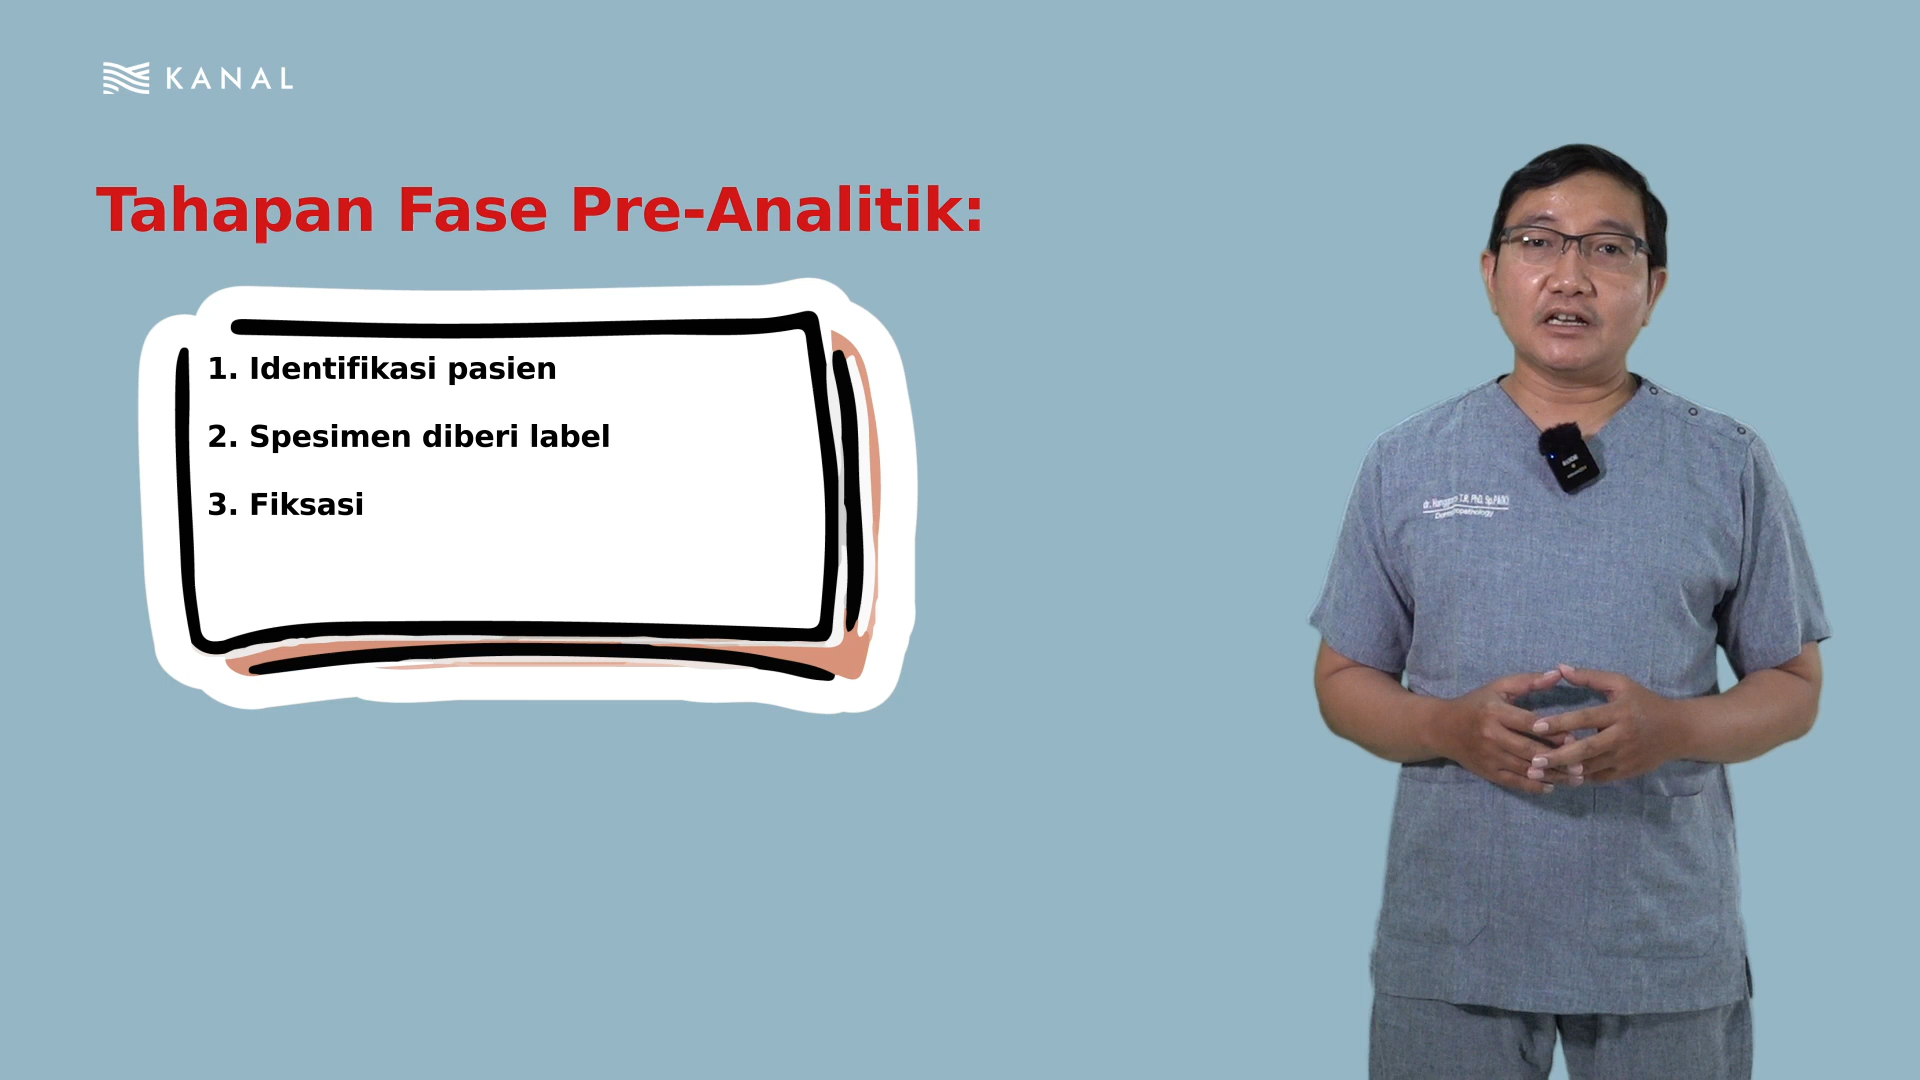 KANAL
Tahapan Fase Pre-Analitik:
1. Identifikasi pasien
2. Spesimen diberi label
3. Fiksasi